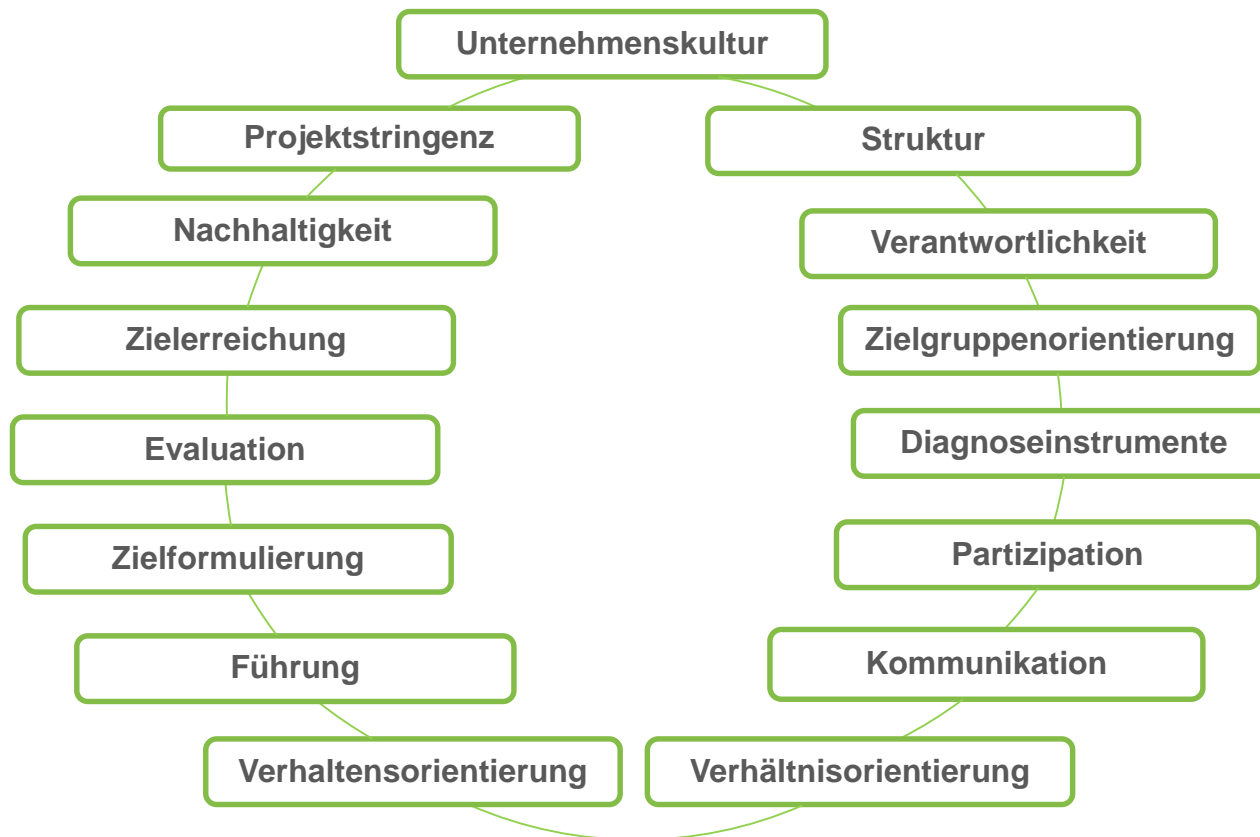 Unternehmenskultur
Projektstringenz
Struktur
Nachhaltigkeit
Verantwortlichkeit
Zielerreichung
Zielgruppenorientierung
Evaluation
Diagnoseinstrumente
Zielformulierung
Partizipation
Führung
Kommunikation
Verhaltensorientierung
Verhältnisorientierung